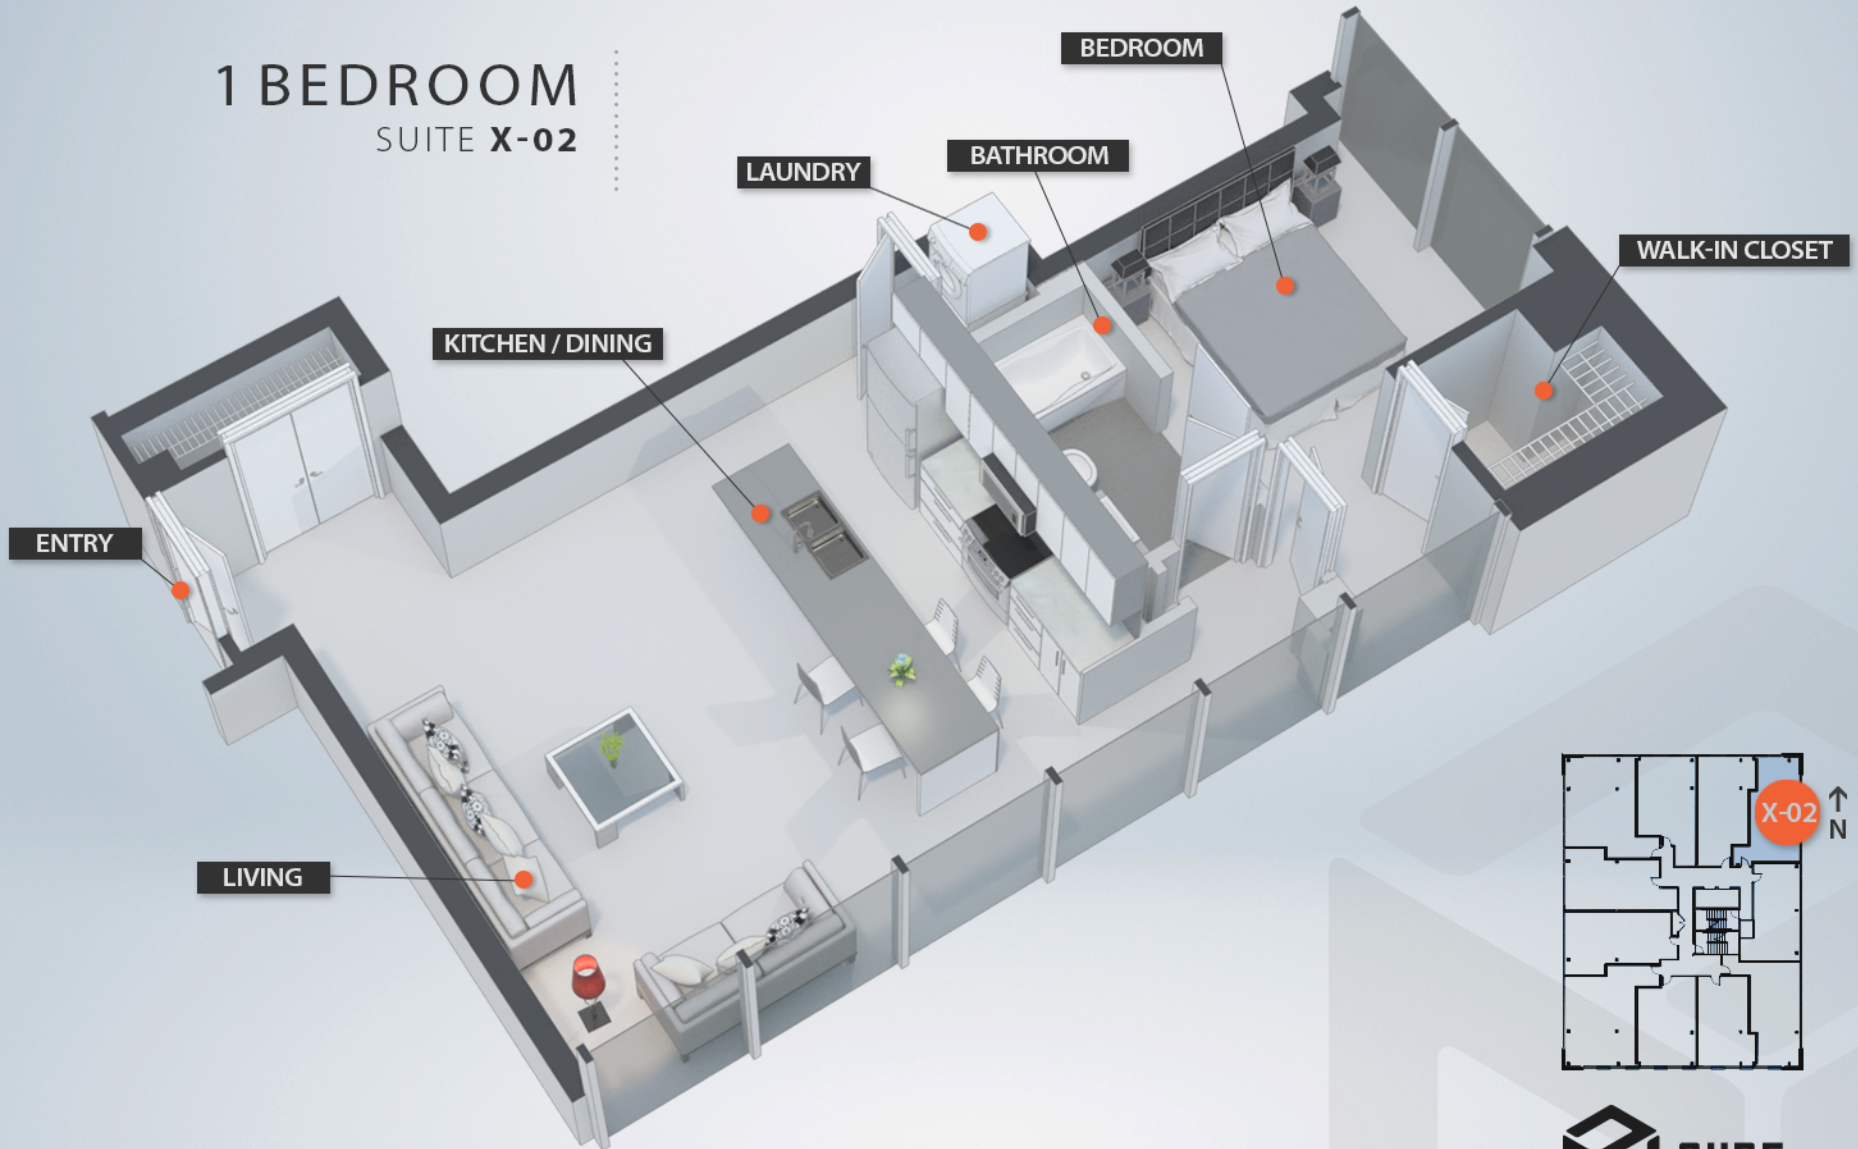 1 BEDROOM
SUITE X-02
BEDROOM
LAUNDRY
BATHROOM
WALK-IN CLOSET
KITCHEN / DINING
ENTRY
LIVING
X-02
N